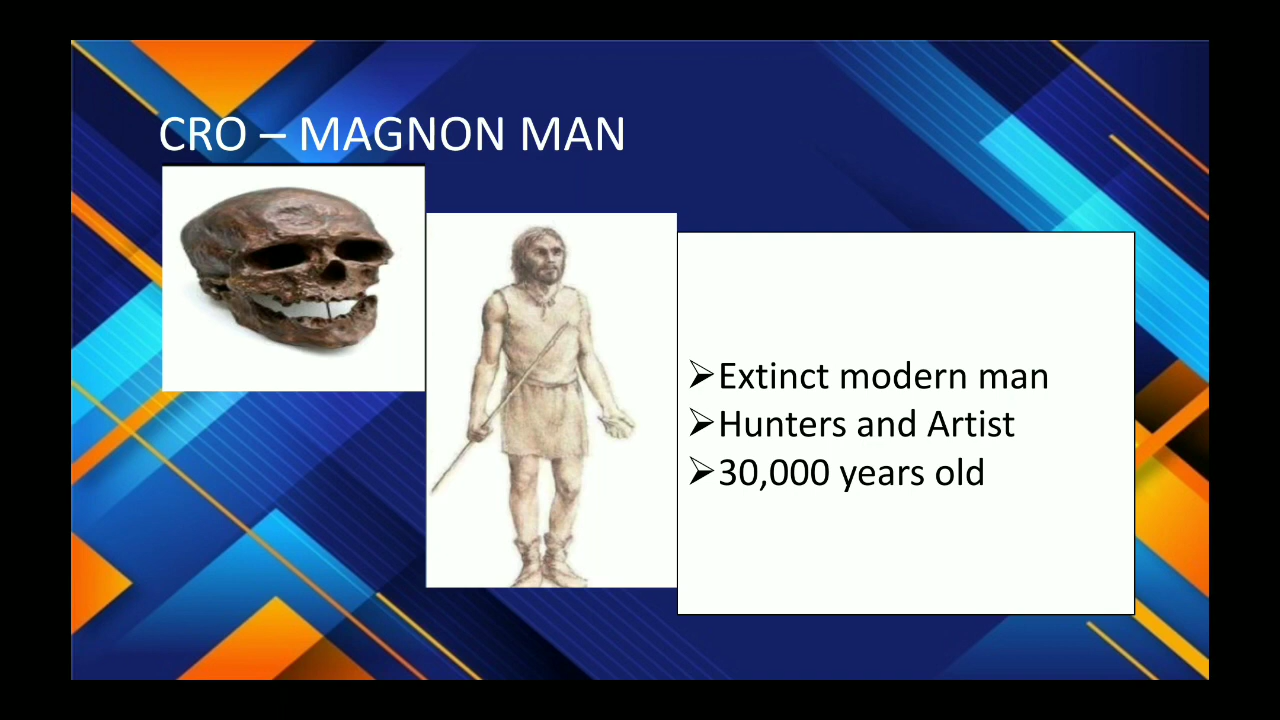 CRO – MAGNON MAN
⮚Extinct modern man
⮚Hunters and Artist
⮚30,000 years old